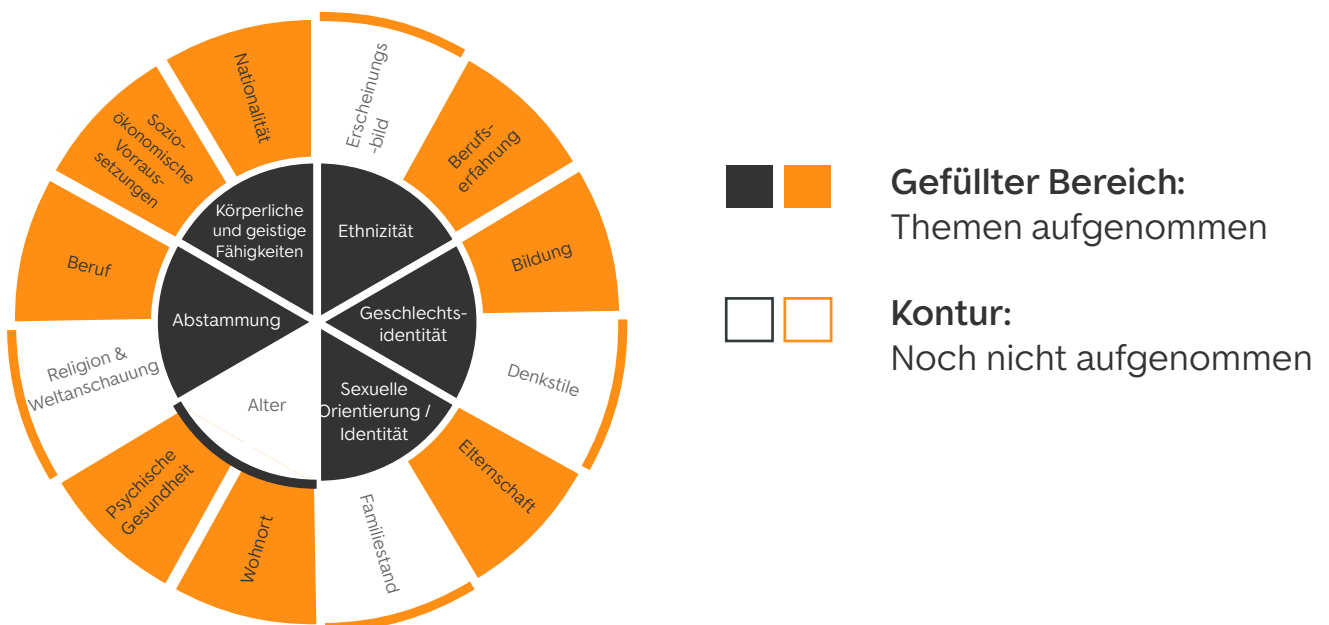 Nationalität
Erscheinungs
-bild
Berufs-
erfahrung
Bildung
Denkstile
Elternschaft
Familiestand
Wohnort
Psychische
Gesundheit
Religion &
Weltanschauung
Beruf
Sozio-
ökonomische
Vorraus-
setzungen
Körperliche
und geistige
Fähigkeiten
Ethnizität
Geschlechts-
identität
Sexuelle
Orientierung /
Identität
Alter
Abstammung
Gefüllter Bereich:
Themen aufgenommen
Kontur:
Noch nicht aufgenommen